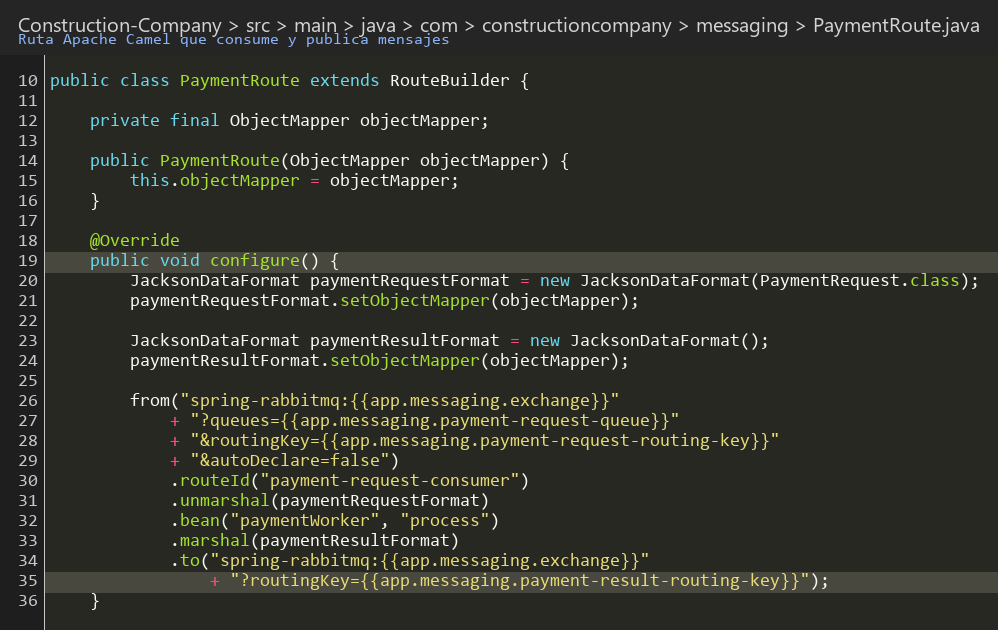 Construction-Company > src > main > java > com > constructioncompany > messaging > PaymentRoute.java
Ruta Apache Camel que consume y publica mensajes
10 public class PaymentRoute extends RouteBuilder {
11
12     private final ObjectMapper objectMapper;
13
14     public PaymentRoute(ObjectMapper objectMapper) {
15         this.objectMapper = objectMapper;
16     }
17
18     @Override
19     public void configure() {
20         JacksonDataFormat paymentRequestFormat = new JacksonDataFormat(PaymentRequest.class);
21         paymentRequestFormat.setObjectMapper(objectMapper);
22
23         JacksonDataFormat paymentResultFormat = new JacksonDataFormat();
24         paymentResultFormat.setObjectMapper(objectMapper);
25
26         from("spring-rabbitmq:{{app.messaging.exchange}}"
27             + "?queues={{app.messaging.payment-request-queue}}"
28             + "&routingKey={{app.messaging.payment-request-routing-key}}"
29             + "&autoDeclare=false")
30             .routeId("payment-request-consumer")
31             .unmarshal(paymentRequestFormat)
32             .bean("paymentWorker", "process")
33             .marshal(paymentResultFormat)
34             .to("spring-rabbitmq:{{app.messaging.exchange}}"
35                 + "?routingKey={{app.messaging.payment-result-routing-key}}");
36     }